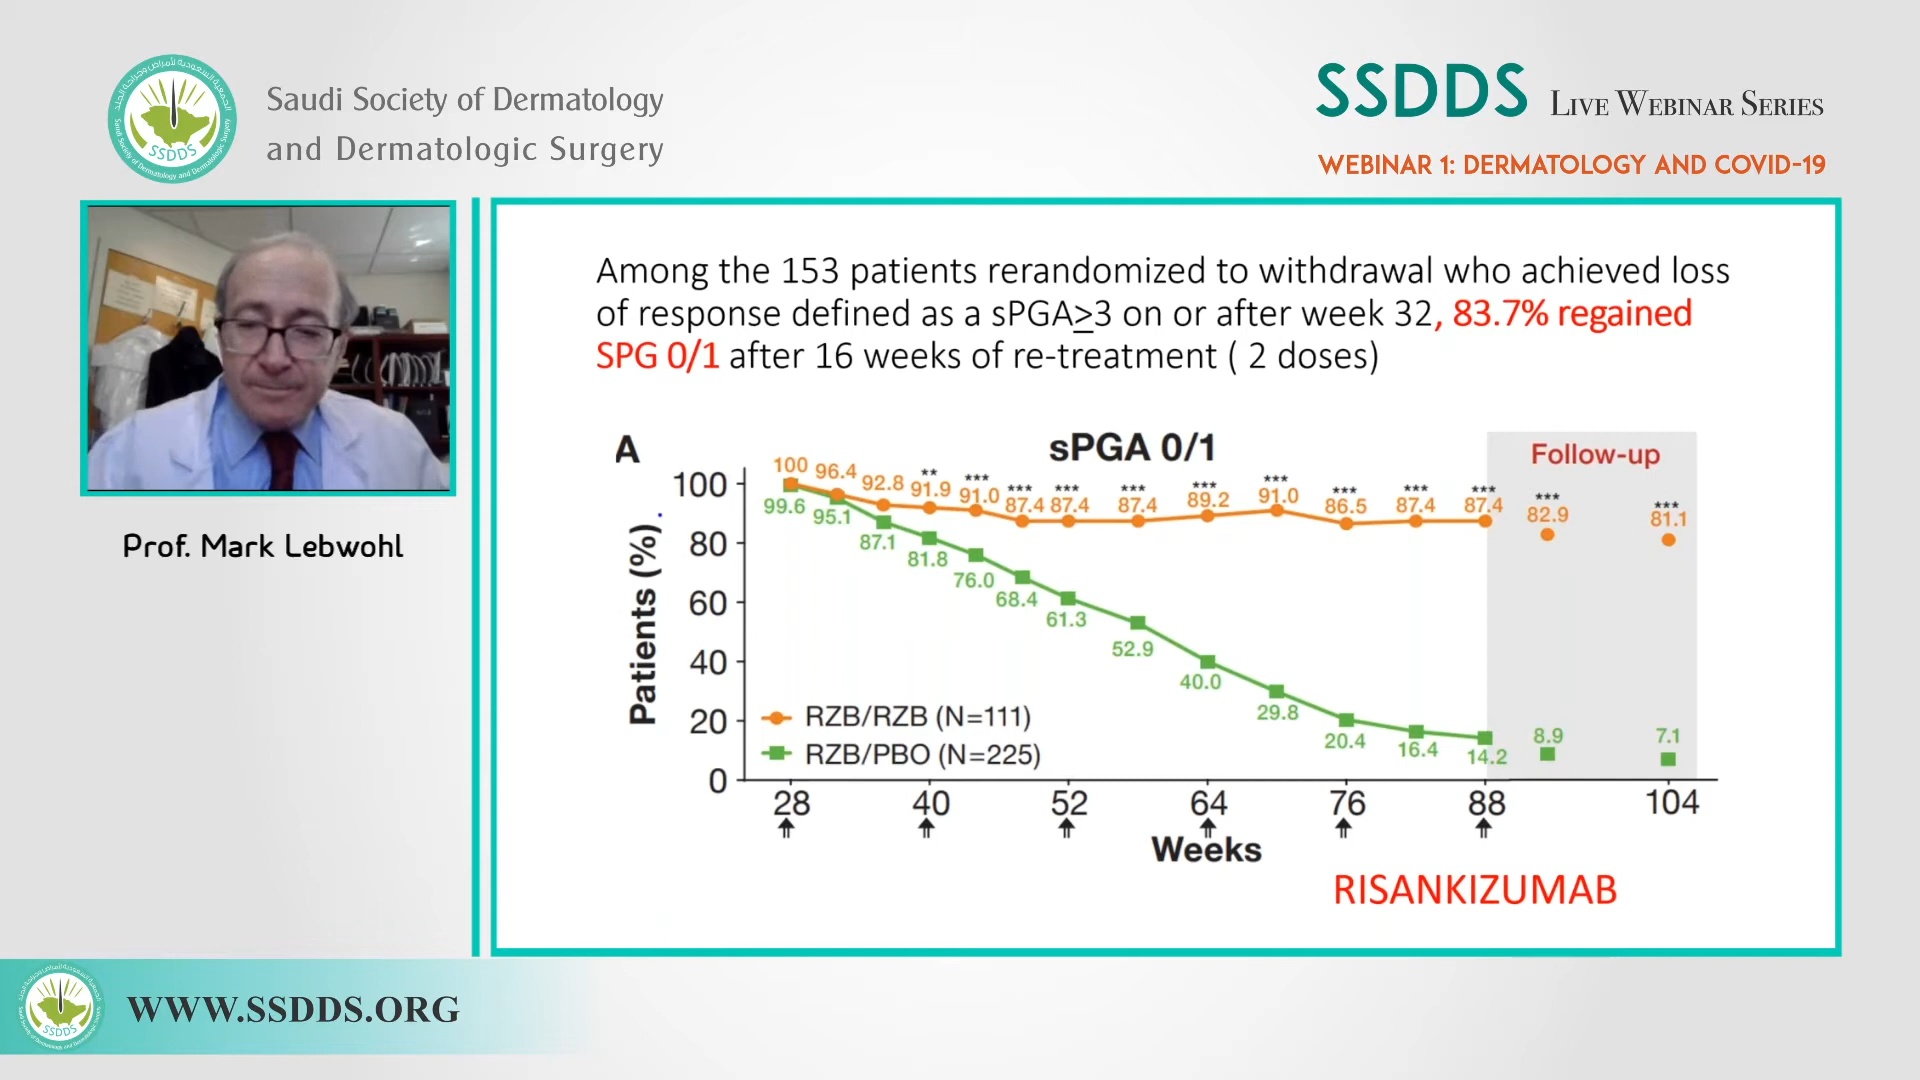 Saudi Society of Dermatology
and Dermatologic Surgery
SSDDS
SSDDS LIVE WEBINAR SERIES
WEBINAR 1: DERMATOLOGY AND COVID-19
Prof. Mark Lebwohl
Among the 153 patients rerandomized to withdrawal who achieved loss
of response defined as a sPGA>3 on or after week 32, 83.7% regained
SPG 0/1 after 16 weeks of re-treatment ( 2 doses)
A
sPGA 0/1
Follow-up
Patients (%).
100
80
60
40
20
0
100 96.4 92.8 91.9 91.0 87.4 87.4 87.4 89.2 91.0 86.5 87.4 87.4 82.9 81.1
** *** *** *** *** *** *** *** *** *** *** ***
99.6 95.1 87.1 81.8 76.0 68.4 61.3 52.9 40.0 29.8 20.4 16.4 14.2 8.9 7.1
RZB/RZB (N=111)
RZB/PBO (N=225)
28 40 52 64 76 88 104
Weeks
RISANKIZUMAB
SSDDS
WWW.SSDDS.ORG